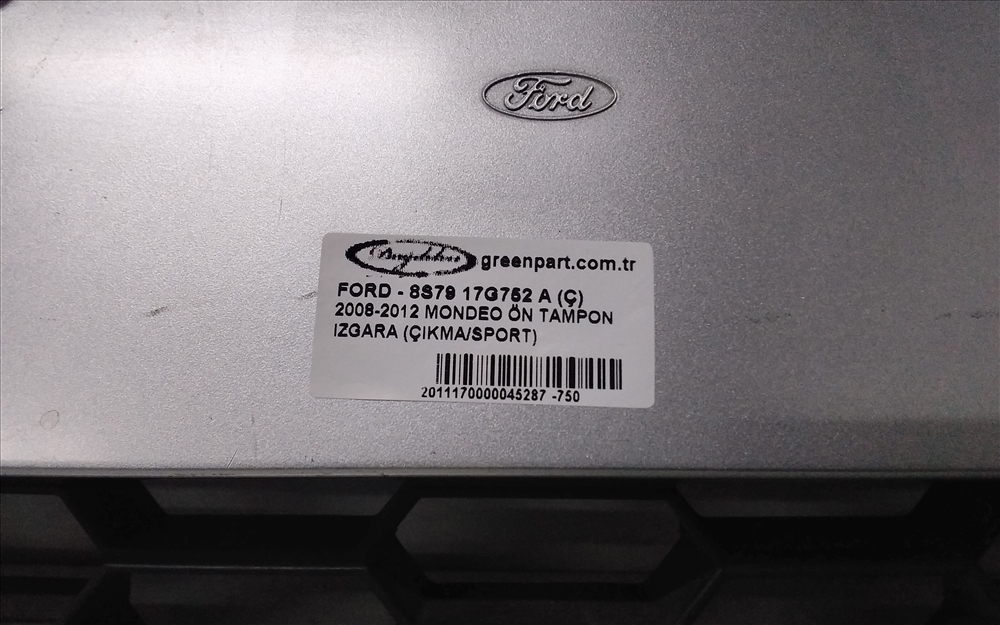 Ford
greenpart.com.tr
FORD - 8S79 17G752 A (Ç)
2008-2012 MONDEO ÖN TAMPON
IZGARA (ÇIKMA/SPORT)
2011170000045287 -750